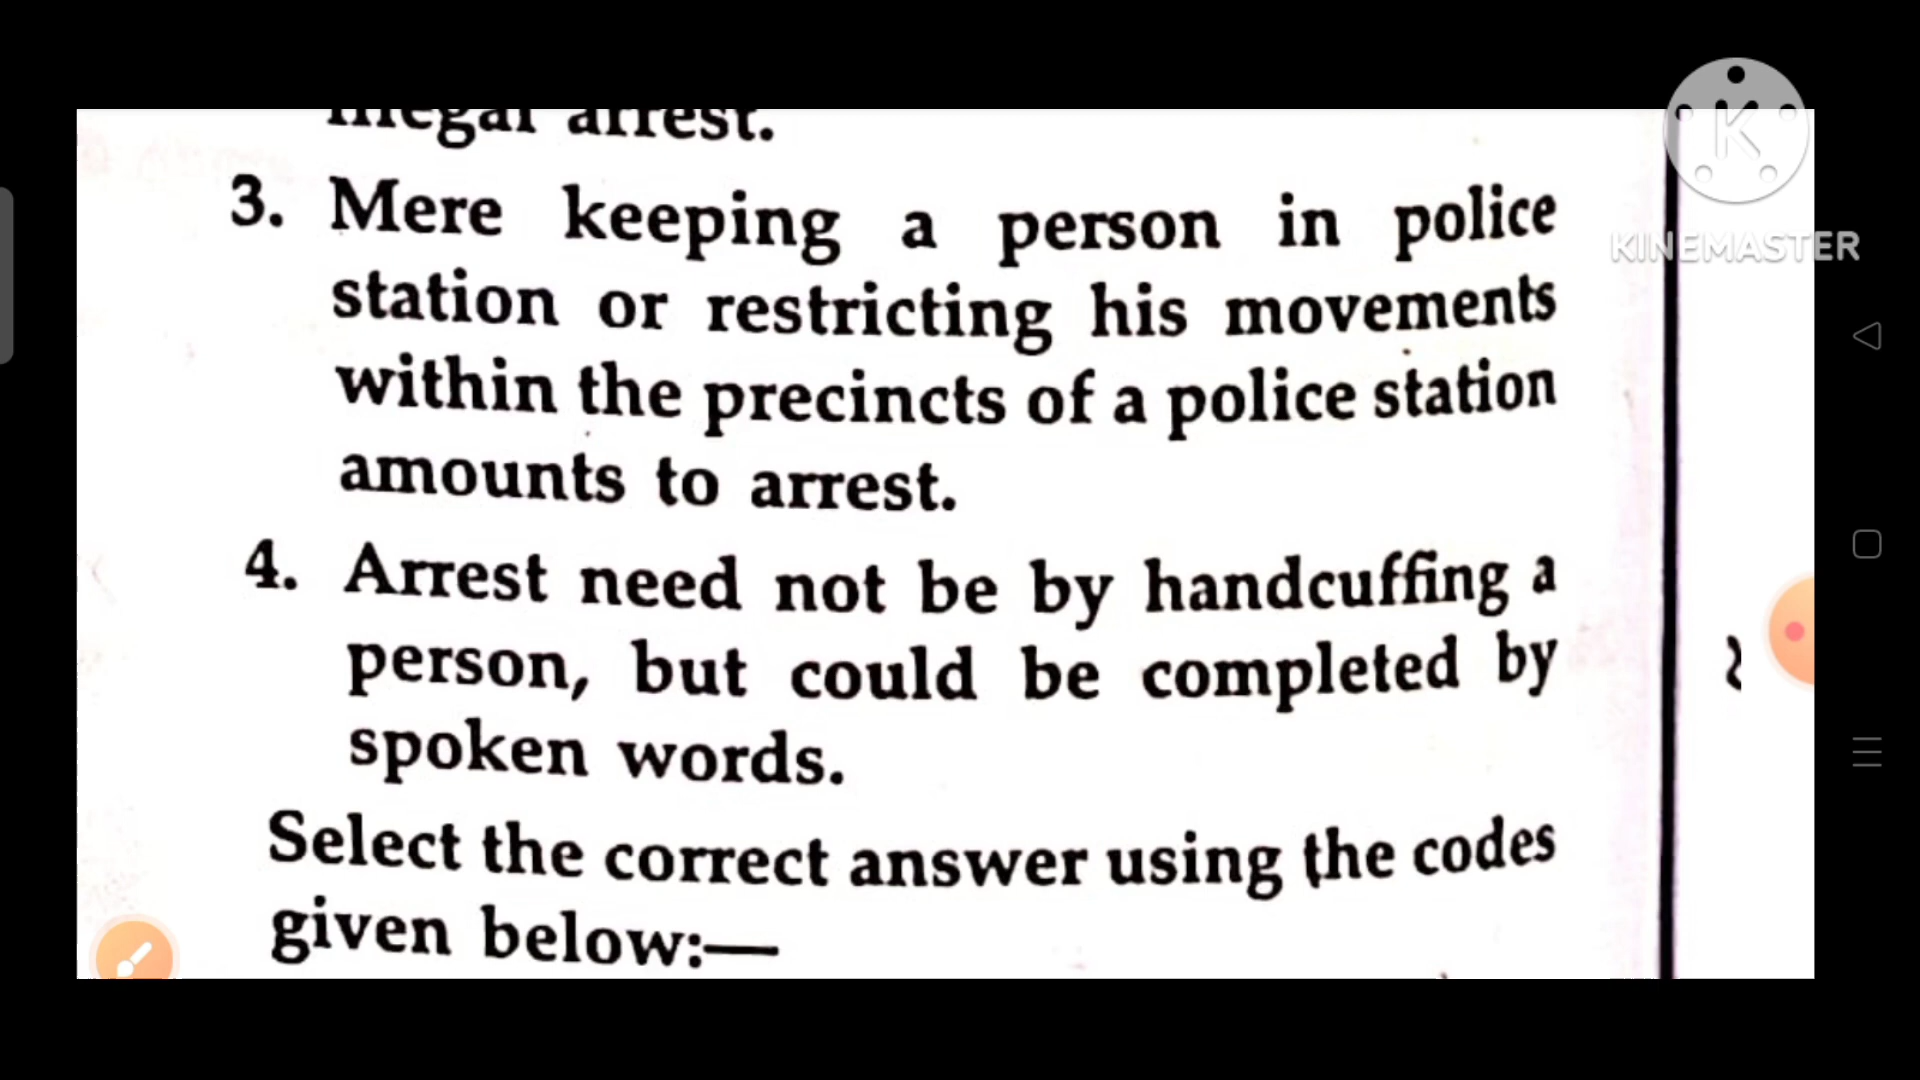 illegal arrest.
3. Mere keeping a person in police
station or restricting his movements
within the precincts of a police station
amounts to arrest.
4. Arrest need not be by handcuffing a
person, but could be completed by
spoken words.
Select the correct answer using the codes
given below:—
K
KINEMASTER